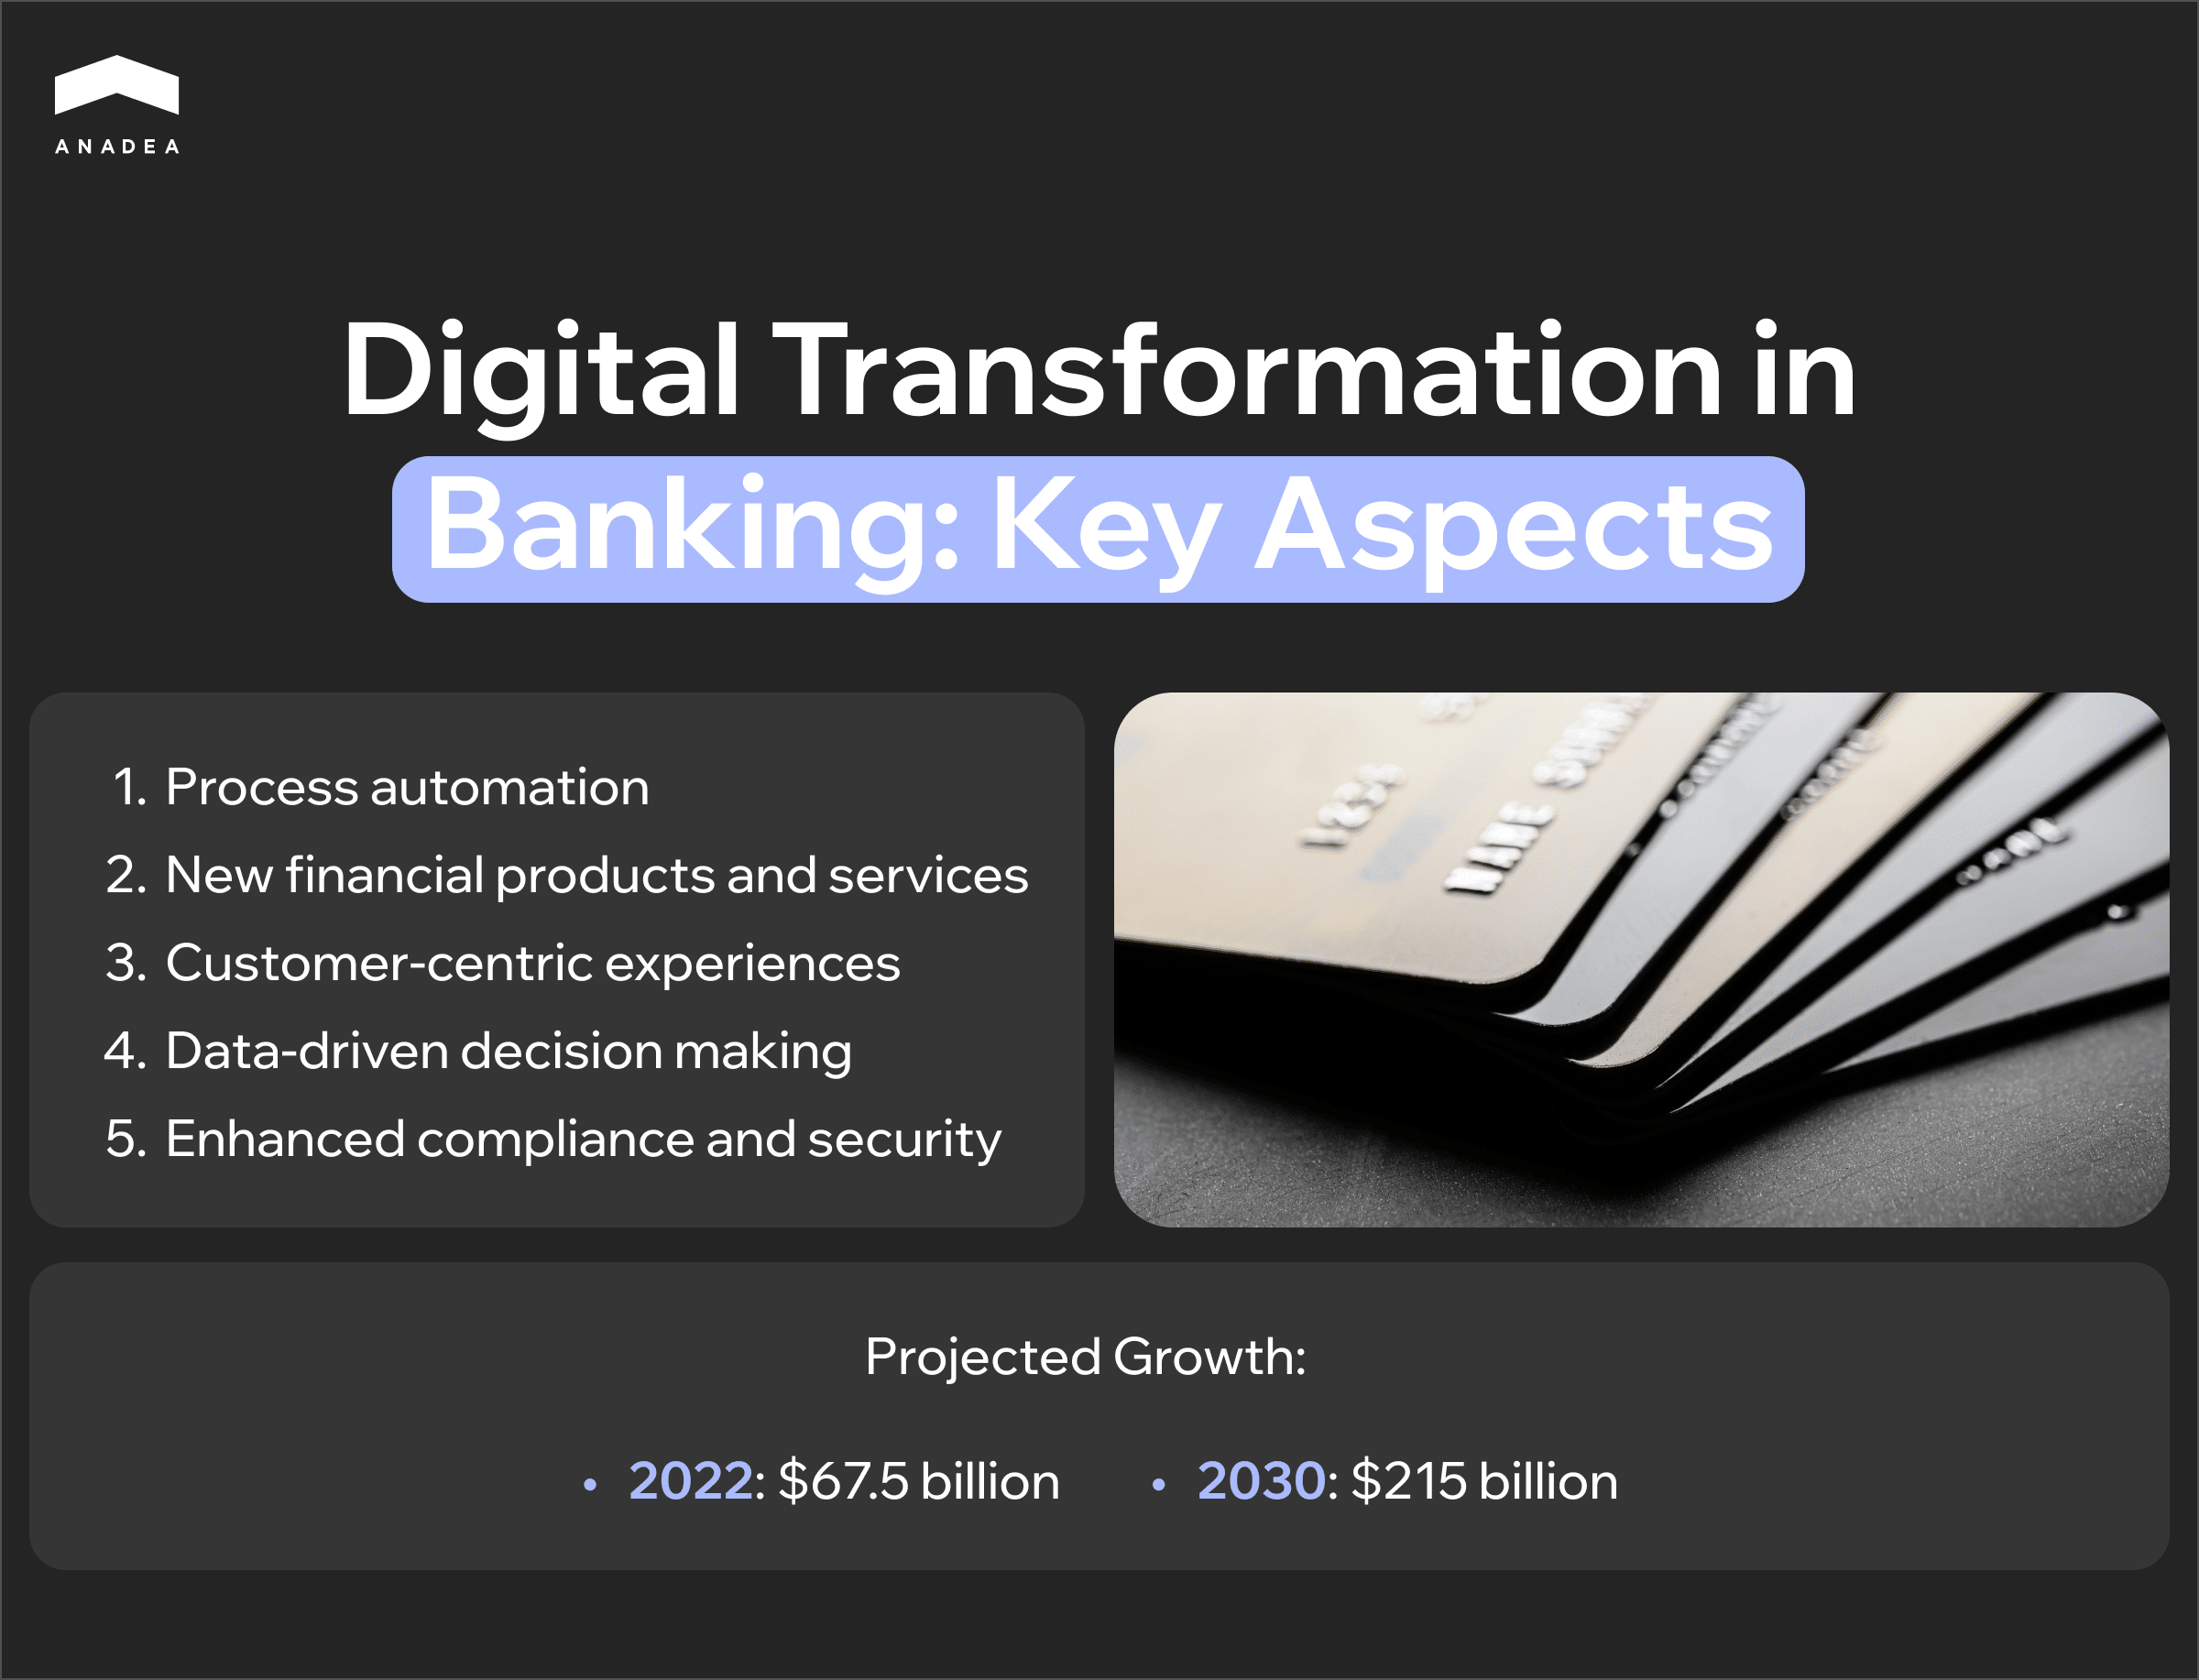 ANADEA
Digital Transformation in
Banking: Key Aspects
1. Process automation
2. New financial products and services
3. Customer-centric experiences
4. Data-driven decision making
5. Enhanced compliance and security
Projected Growth:
• 2022: $67.5 billion
• 2030: $215 billion